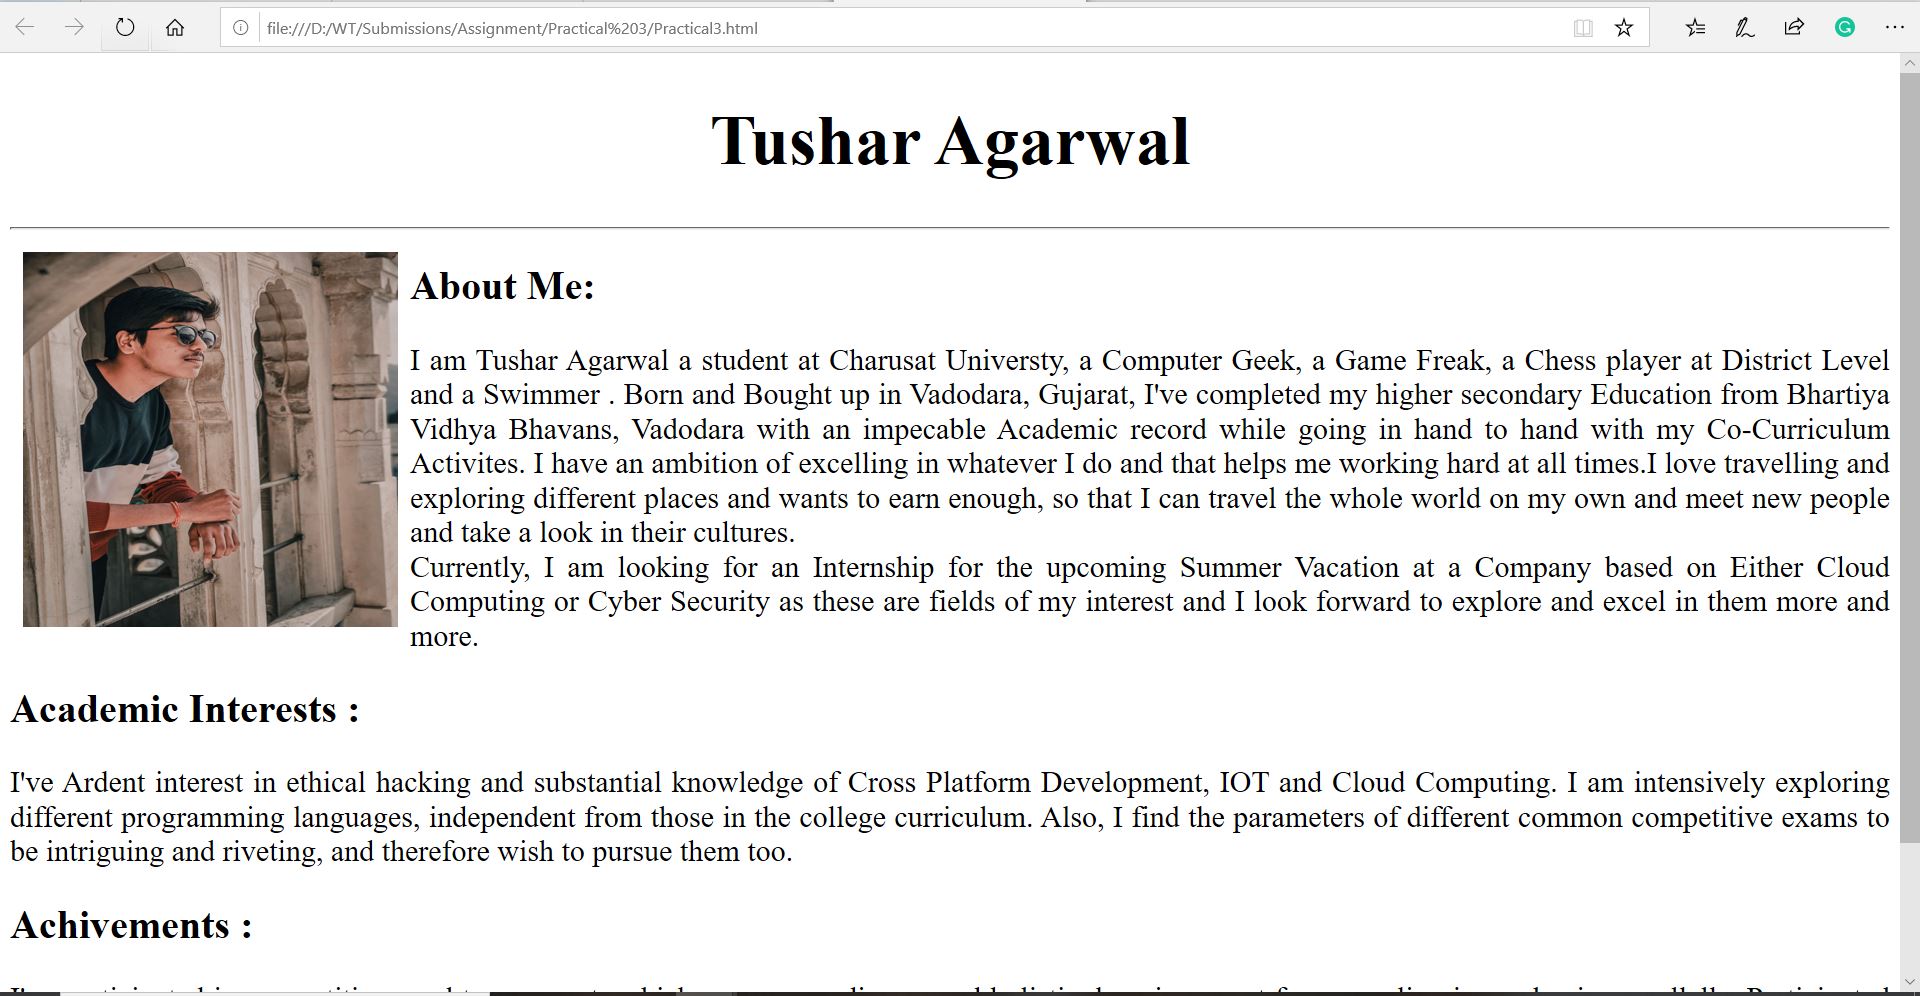 file:///D:/WT/Submissions/Assignment/Practical%203/Practical3.html
Tushar Agarwal
About Me:
I am Tushar Agarwal a student at Charusat Universty, a Computer Geek, a Game Freak, a Chess player at District Level
and a Swimmer . Born and Bought up in Vadodara, Gujarat, I've completed my higher secondary Education from Bhartiya
Vidhya Bhavans, Vadodara with an impecable Academic record while going in hand to hand with my Co-Curriculum
Activites. I have an ambition of excelling in whatever I do and that helps me working hard at all times.I love travelling and
exploring different places and wants to earn enough, so that I can travel the whole world on my own and meet new people
and take a look in their cultures.
Currently, I am looking for an Internship for the upcoming Summer Vacation at a Company based on Either Cloud
Computing or Cyber Security as these are fields of my interest and I look forward to explore and excel in them more and
more.
Academic Interests :
I've Ardent interest in ethical hacking and substantial knowledge of Cross Platform Development, IOT and Cloud Computing. I am intensively exploring
different programming languages, independent from those in the college curriculum. Also, I find the parameters of different common competitive exams to
be intriguing and riveting, and therefore wish to pursue them too.
Achivements :